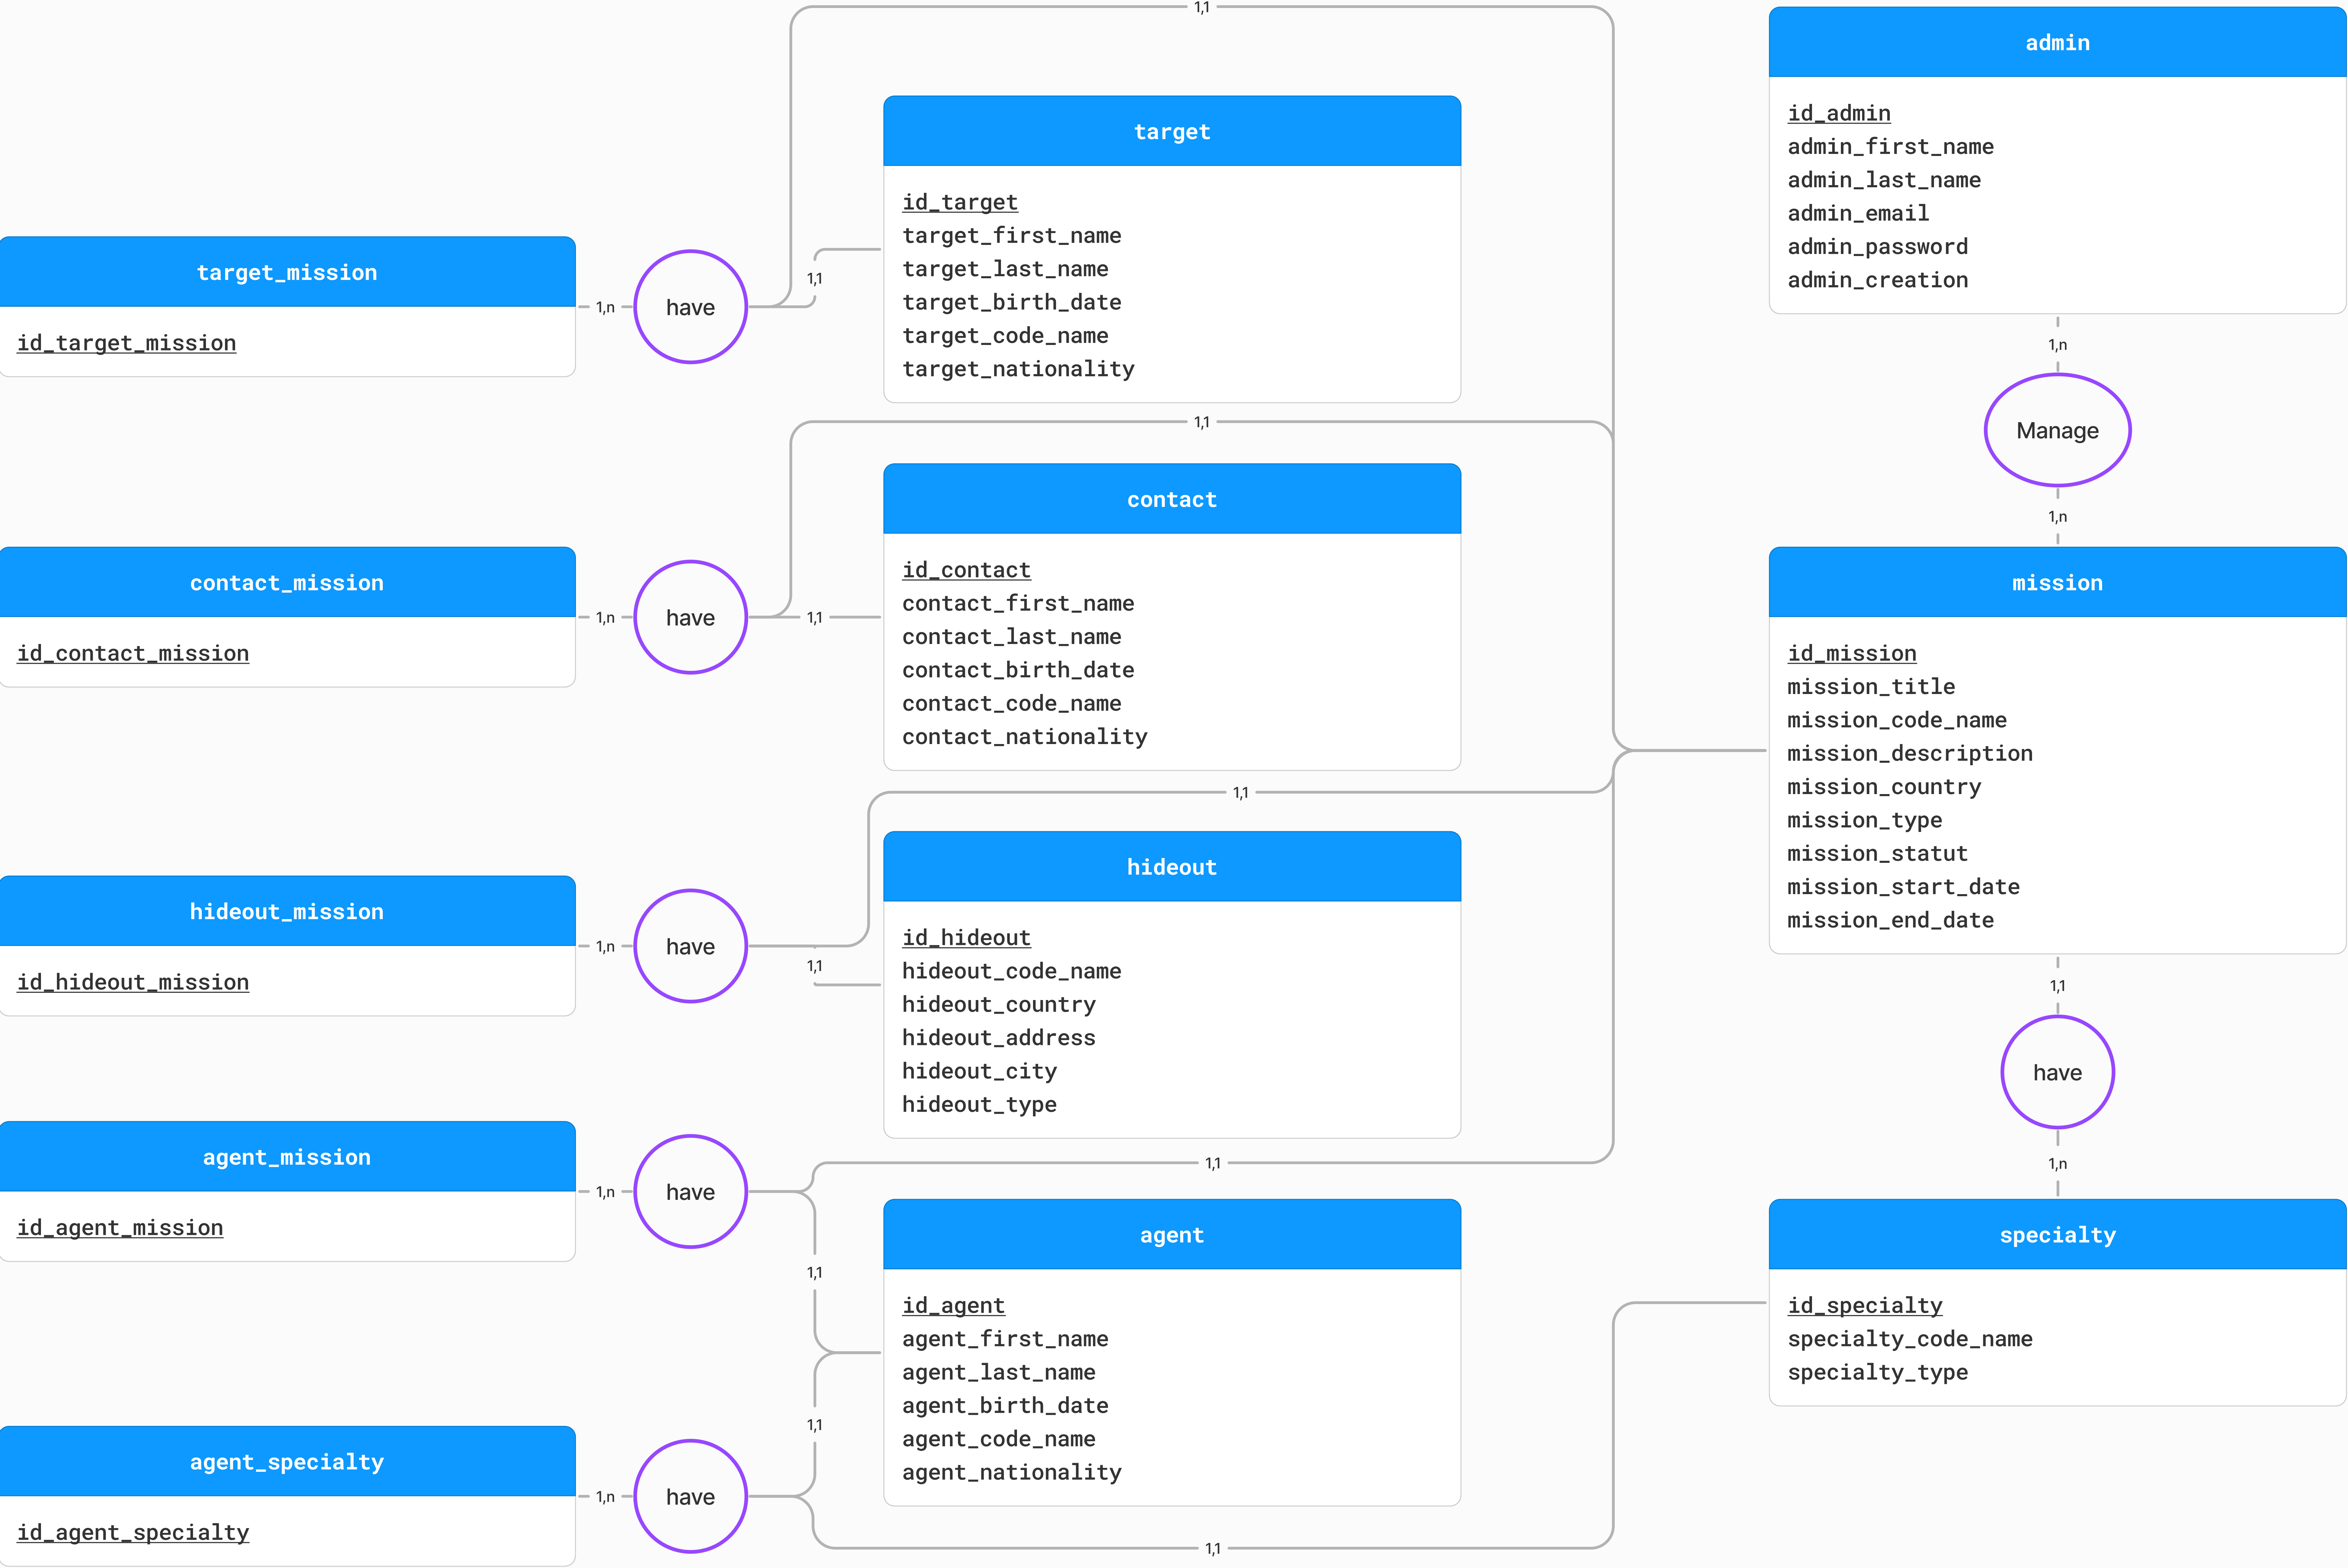 1,1
admin
id_admin
admin_first_name
admin_last_name
admin_email
admin_password
admin_creation
target
id_target
target_first_name
target_last_name
target_birth_date
target_code_name
target_nationality
target_mission
id_target_mission
1,n
have
1,1
1,n
Manage
1,n
1,1
contact
id_contact
contact_first_name
contact_last_name
contact_birth_date
contact_code_name
contact_nationality
contact_mission
id_contact_mission
1,n
have
1,1
mission
id_mission
mission_title
mission_code_name
mission_description
mission_country
mission_type
mission_statut
mission_start_date
mission_end_date
1,1
hideout
id_hideout
hideout_code_name
hideout_country
hideout_address
hideout_city
hideout_type
hideout_mission
id_hideout_mission
1,n
have
1,1
1,1
have
1,n
agent_mission
id_agent_mission
1,n
have
1,1
1,1
agent
id_agent
agent_first_name
agent_last_name
agent_birth_date
agent_code_name
agent_nationality
specialty
id_specialty
specialty_code_name
specialty_type
1,1
agent_specialty
id_agent_specialty
1,n
have
1,1